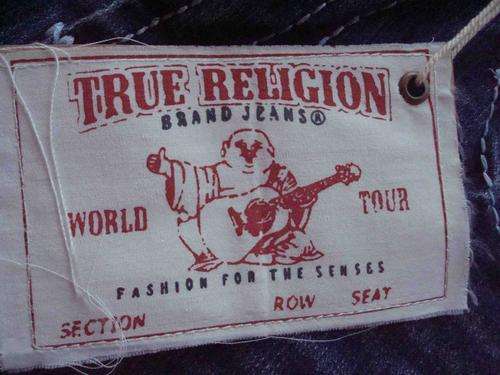 TRUE RELIGION
BRAND JEANS®
WORLD TOUR
FASHION FOR THE SENSES
SECTION ROW SEAT